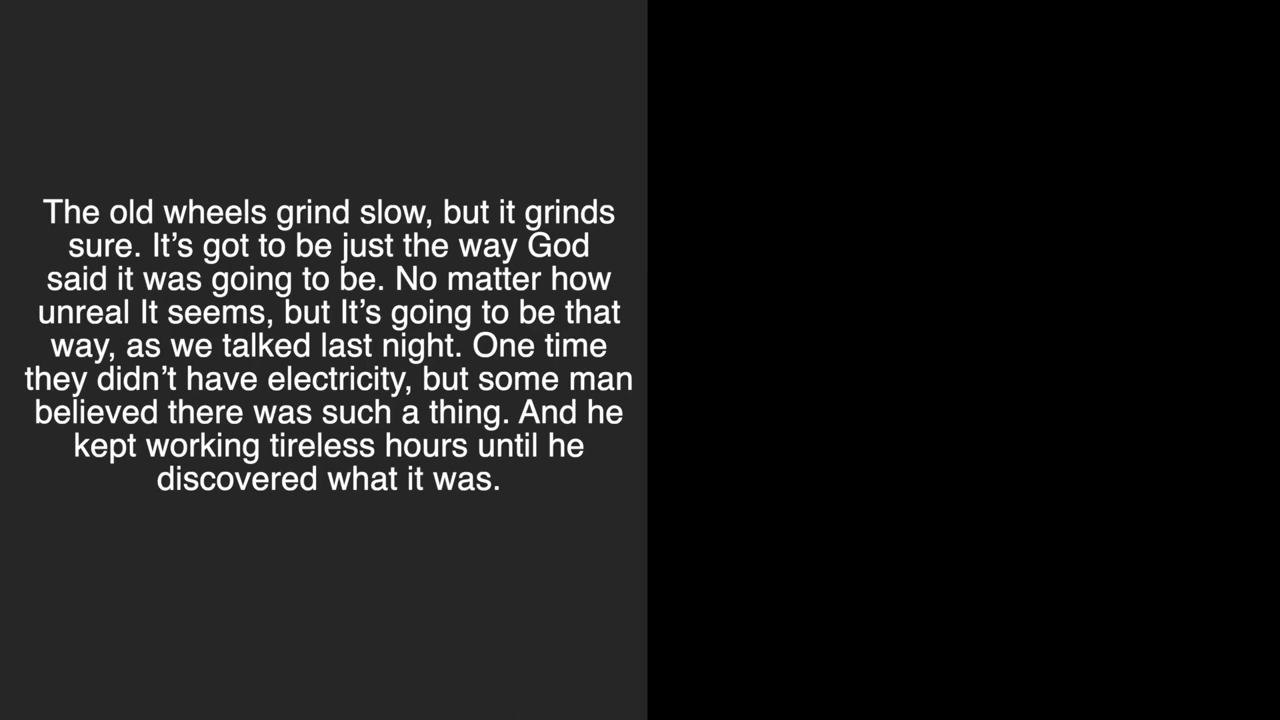 The old wheels grind slow, but it grinds
sure. It’s got to be just the way God
said it was going to be. No matter how
unreal It seems, but It’s going to be that
way, as we talked last night. One time
they didn’t have electricity, but some man
believed there was such a thing. And he
kept working tireless hours until he
discovered what it was.